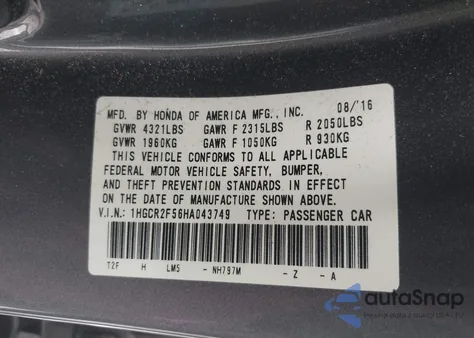 MFD. BY HONDA OF AMERICA MFG., INC. 08/'16
GVWR 4321LBS GAWR F 2315LBS R 2050LBS
GVWR 1960KG GAWR F 1050KG R 930KG
THIS VEHICLE CONFORMS TO ALL APPLICABLE
FEDERAL MOTOR VEHICLE SAFETY, BUMPER,
AND THEFT PREVENTION STANDARDS IN EFFECT
ON THE DATE OF MANUFACTURE SHOWN ABOVE.
V.I.N.: 1HGCR2F56HA043749 TYPE: PASSENGER CAR
T2F H LM5 - NH797M - Z - A
autoSnap